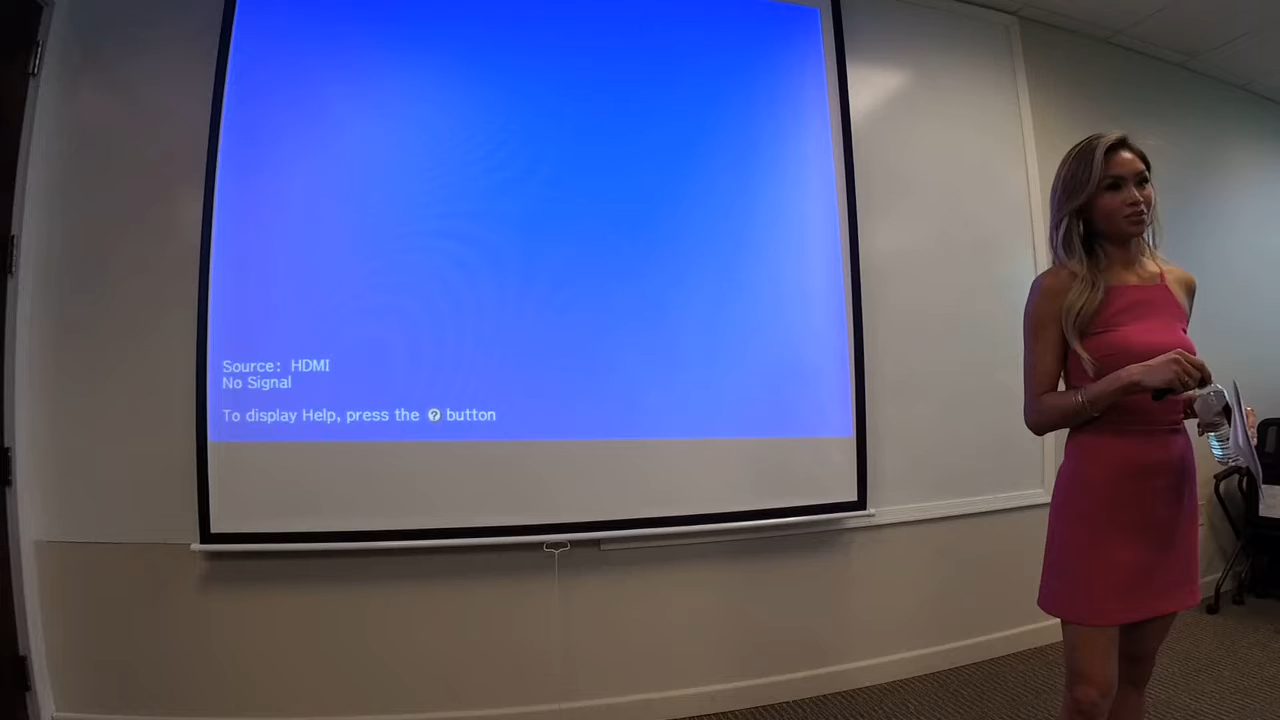 Source: HDMI
No Signal
To display Help, press the ? button